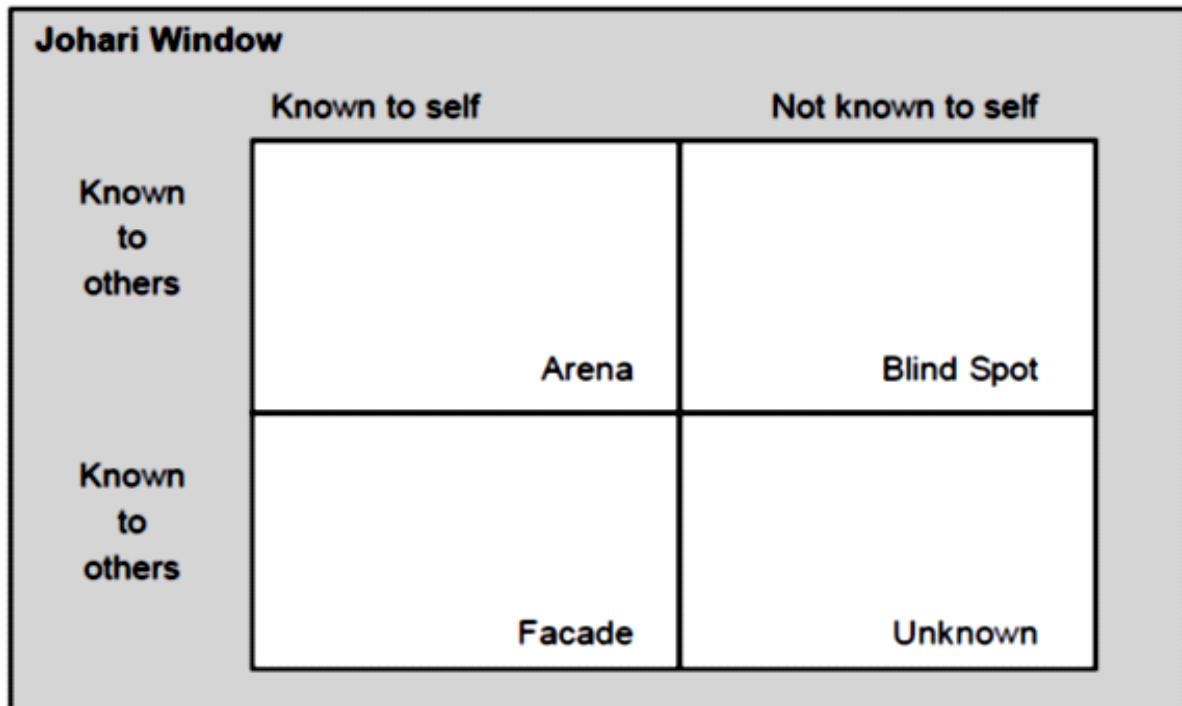 Johari Window
Known to self
Not known to self
Known
to
others
Arena
Blind Spot
Known
to
others
Facade
Unknown